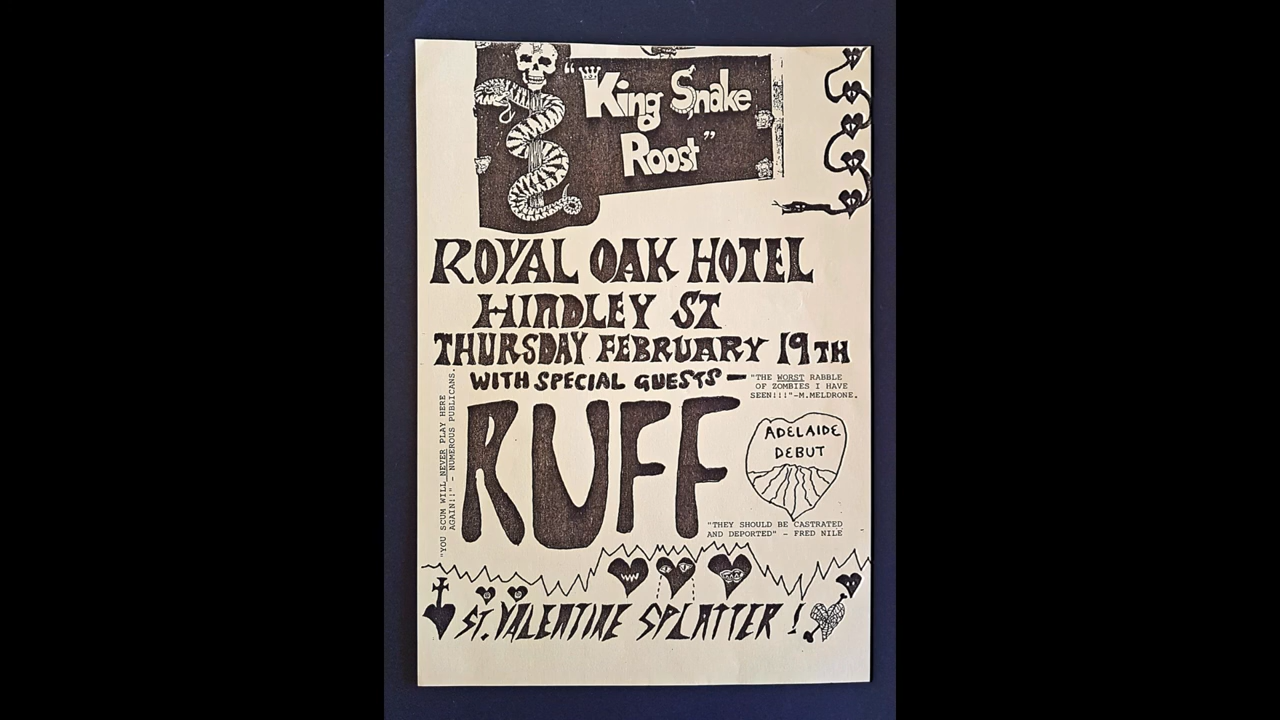 "King Snake
Roost"
ROYAL OAK HOTEL
HINDLEY ST
THURSDAY FEBRUARY 19TH
WITH SPECIAL GUESTS —
"THE WORST RABBLE
OF ZOMBIES I HAVE
SEEN!!!"-M.MELDRONE.
"YOU SCUM WILL NEVER PLAY HERE
AGAIN!!" - NUMEROUS PUBLICANS.
RUFF
ADELAIDE
DEBUT
"THEY SHOULD BE CASTRATED
AND DEPORTED" - FRED NILE
ST. VALENTINE SPLATTER!